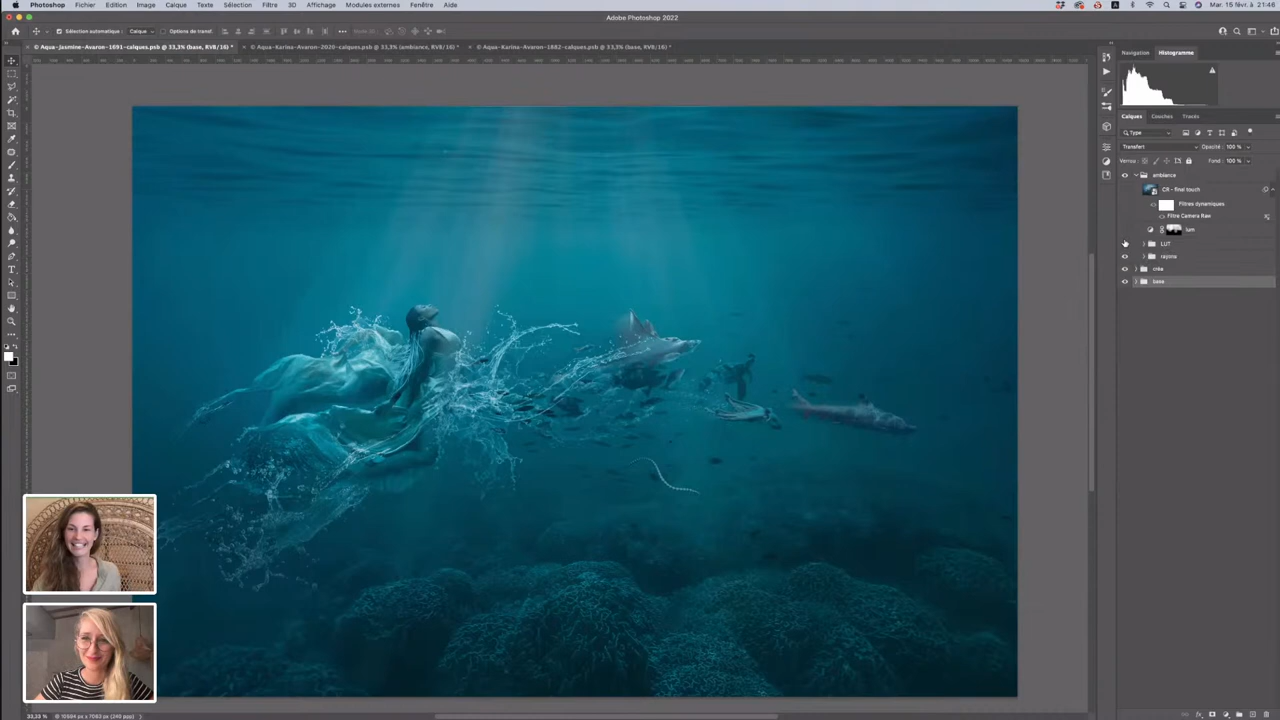 Photoshop Fichier Edition Image Calque Texte Sélection Filtre 3D Affichage Modules externes Fenêtre Aide
Mar. 15 févr. à 21:46
Adobe Photoshop 2022
Sélection automatique : Calque Options de transf.
© Aqua-Jasmine-Avaron-1691-calques.psb @ 33,3% (base, RVB/16) *
© Aqua-Karina-Avaron-2020-calques.psb @ 33,3% (ambiance, RVB/16) *
© Aqua-Karina-Avaron-1882-calques.psb @ 33,3% (base, RVB/16) *
Navigation Histogramme
Calques Couches Tracés
Type
Transfert Opacité : 100 %
Verrou : Fond : 100 %
ambiance
CR - final touch
Filtres dynamiques
Filtre Camera Raw
lum
LUT
rayons
créa
base
33,33 %